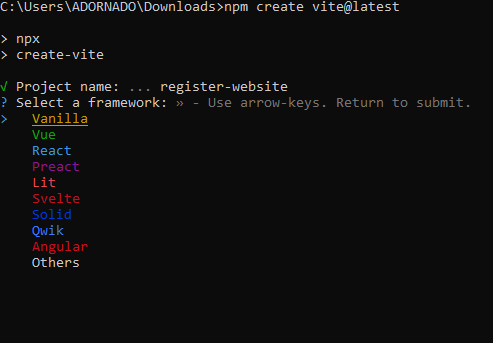 C:\Users\ADORNADO\Downloads>npm create vite@latest
> npx
> create-vite
√ Project name: ... register-website
? Select a framework: » - Use arrow-keys. Return to submit.
> Vanilla
Vue
React
Preact
Lit
Svelte
Solid
Qwik
Angular
Others